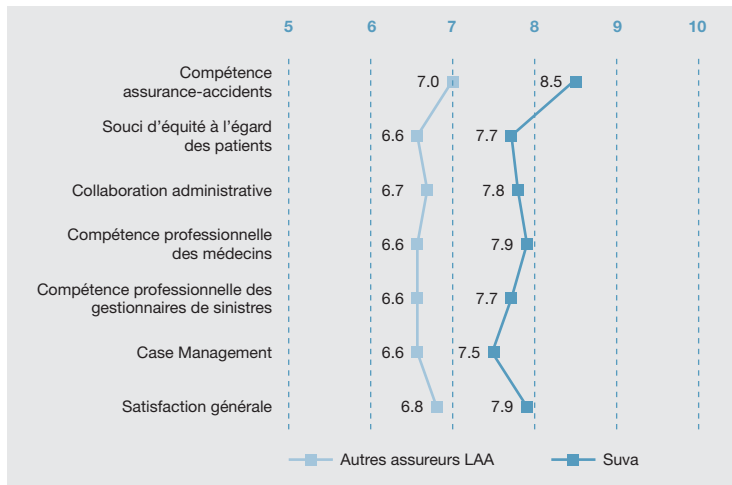 5 6 7 8 9 10
Compétence
assurance-accidents
7.0 8.5
Souci d'équité à l'égard
des patients
6.6 7.7
Collaboration administrative 6.7 7.8
Compétence professionnelle
des médecins
6.6 7.9
Compétence professionnelle des
gestionnaires de sinistres
6.6 7.7
Case Management 6.6 7.5
Satisfaction générale 6.8 7.9
Autres assureurs LAA Suva